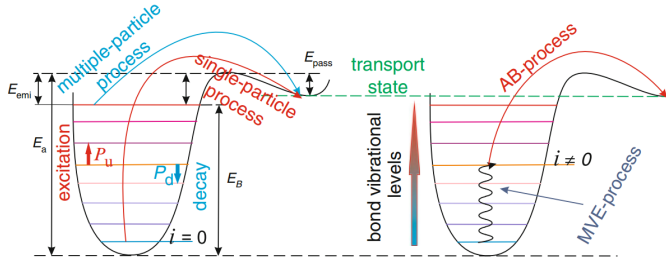 multiple-particle
process
single-particle
process
E_pass
E_emi
E_a
excitation
P_u
P_d
decay
E_B
i = 0
transport
state
bond vibrational
levels
AB-process
i ≠ 0
MVE-process